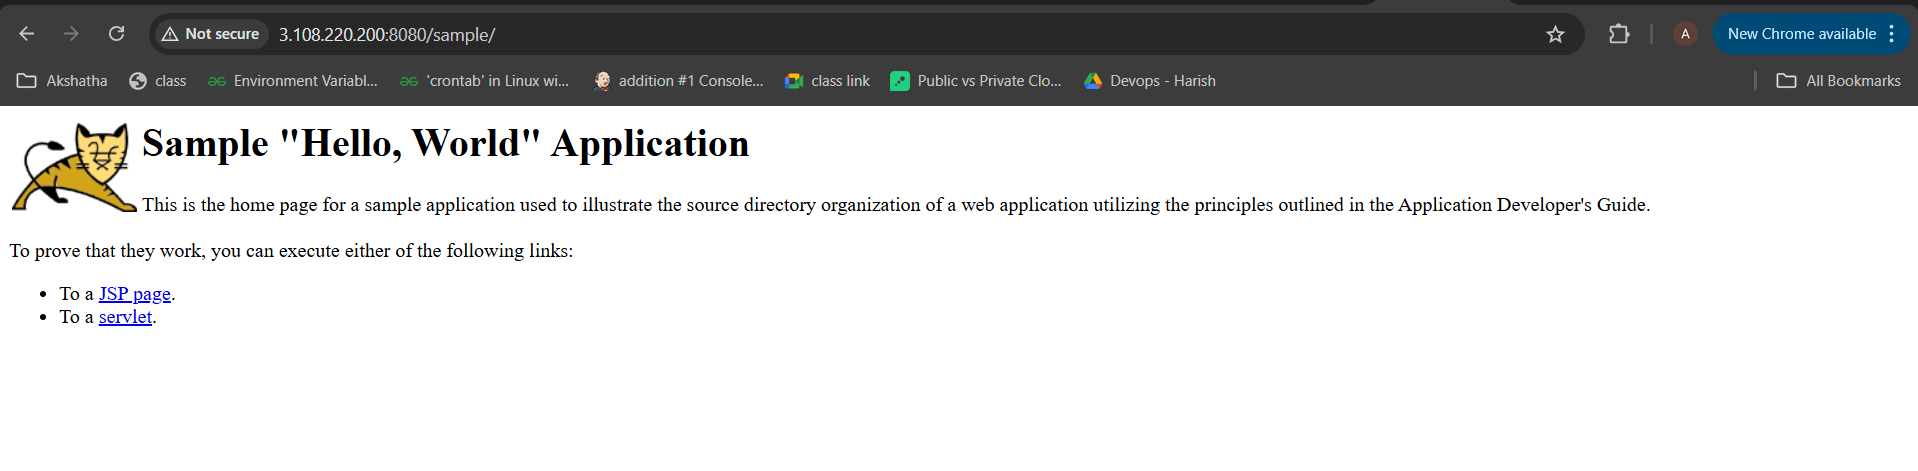 Not secure 3.108.220.200:8080/sample/ A New Chrome available
Akshatha class Environment Variabl... 'crontab' in Linux wi... addition #1 Console... class link Public vs Private Clo... Devops - Harish All Bookmarks
Sample "Hello, World" Application
This is the home page for a sample application used to illustrate the source directory organization of a web application utilizing the principles outlined in the Application Developer's Guide.
To prove that they work, you can execute either of the following links:
• To a JSP page.
• To a servlet.